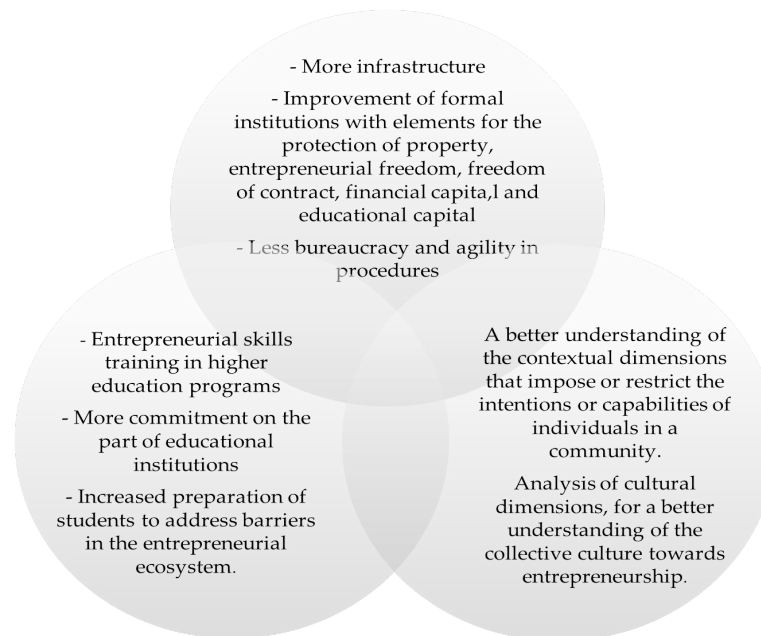 - More infrastructure
- Improvement of formal
institutions with elements for the
protection of property,
entrepreneurial freedom, freedom
of contract, financial capita,l and
educational capital
- Less bureaucracy and agility in
procedures
- Entrepreneurial skills
training in higher
education programs
- More commitment on the
part of educational
institutions
- Increased preparation of
students to address barriers
in the entrepreneurial
ecosystem.
A better understanding of
the contextual dimensions
that impose or restrict the
intentions or capabilities of
individuals in a
community.
Analysis of cultural
dimensions, for a better
understanding of the
collective culture towards
entrepreneurship.